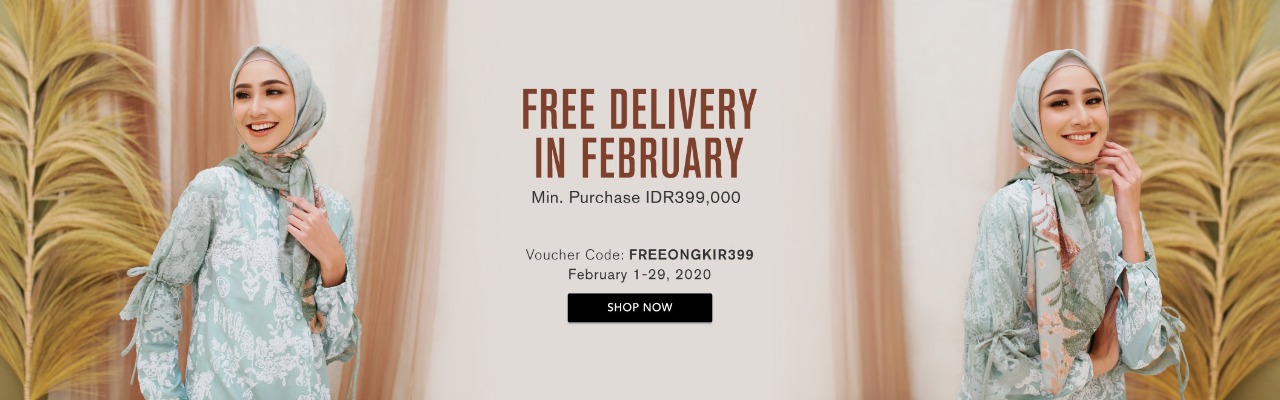 FREE DELIVERY
IN FEBRUARY
Min. Purchase IDR399,000
Voucher Code: FREEONGKIR399
February 1-29, 2020
SHOP NOW